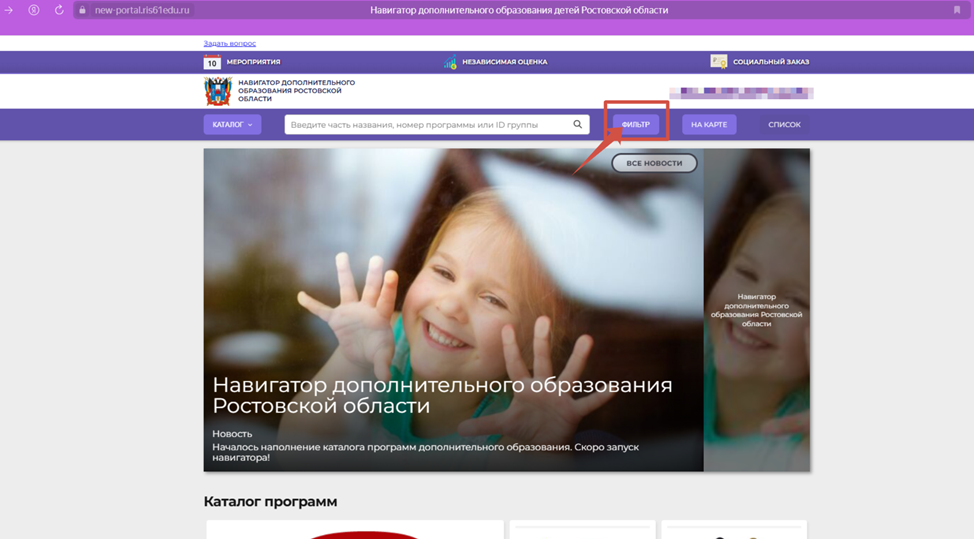 new-portal.ris61edu.ru
Навигатор дополнительного образования детей Ростовской области
Задать вопрос
10 МЕРОПРИЯТИЯ
НЕЗАВИСИМАЯ ОЦЕНКА
СОЦИАЛЬНЫЙ ЗАКАЗ
НАВИГАТОР ДОПОЛНИТЕЛЬНОГО
ОБРАЗОВАНИЯ РОСТОВСКОЙ
ОБЛАСТИ
КАТАЛОГ
Введите часть названия, номер программы или ID группы
ФИЛЬТР
НА КАРТЕ
СПИСОК
ВСЕ НОВОСТИ
Навигатор
дополнительного
образования Ростовской
области
Навигатор дополнительного образования
Ростовской области
Новость
Началось наполнение каталога программ дополнительного образования. Скоро запуск
навигатора!
Каталог программ